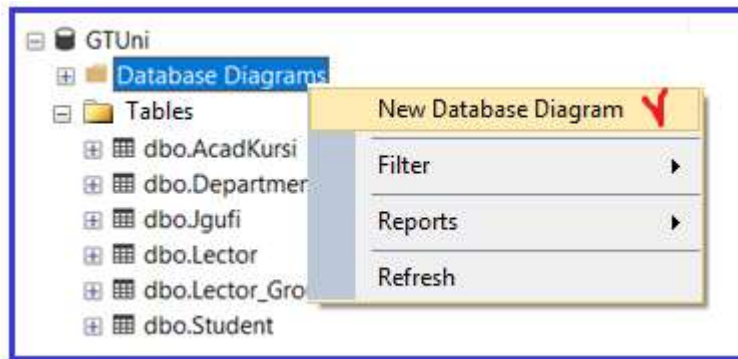 GTUni
Database Diagrams
Tables
dbo.AcadKursi
dbo.Departmer
dbo.Jgufi
dbo.Lector
dbo.Lector_Gro
dbo.Student
New Database Diagram
Filter
Reports
Refresh